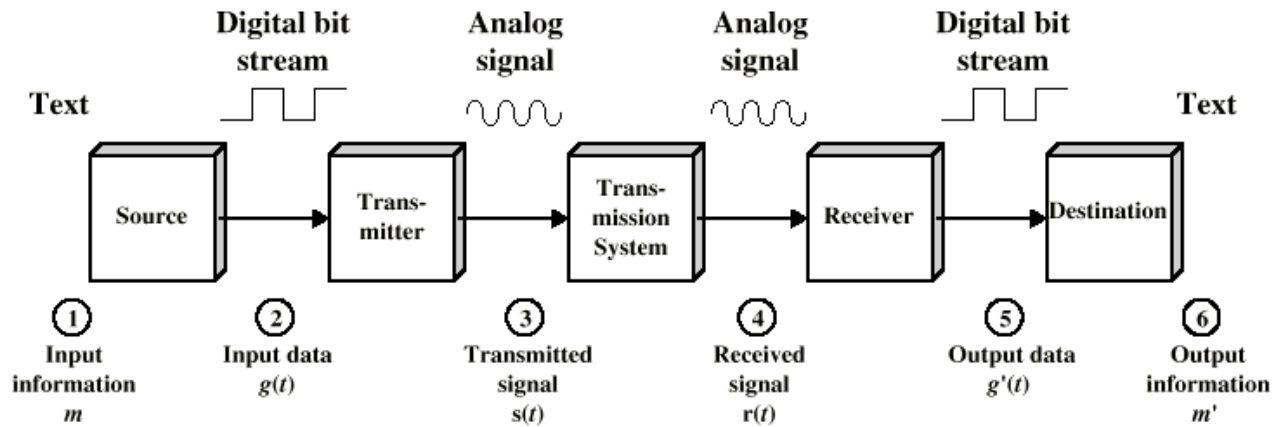 Digital bit
stream
Analog
signal
Analog
signal
Digital bit
stream
Text
Text
Source
Trans-
mitter
Trans-
mission
System
Receiver
Destination
1
Input
information
m
2
Input data
g(t)
3
Transmitted
signal
s(t)
4
Received
signal
r(t)
5
Output data
g'(t)
6
Output
information
m'